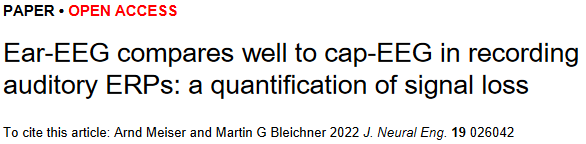 PAPER • OPEN ACCESS
Ear-EEG compares well to cap-EEG in recording
auditory ERPs: a quantification of signal loss
To cite this article: Arnd Meiser and Martin G Bleichner 2022 J. Neural Eng. 19 026042